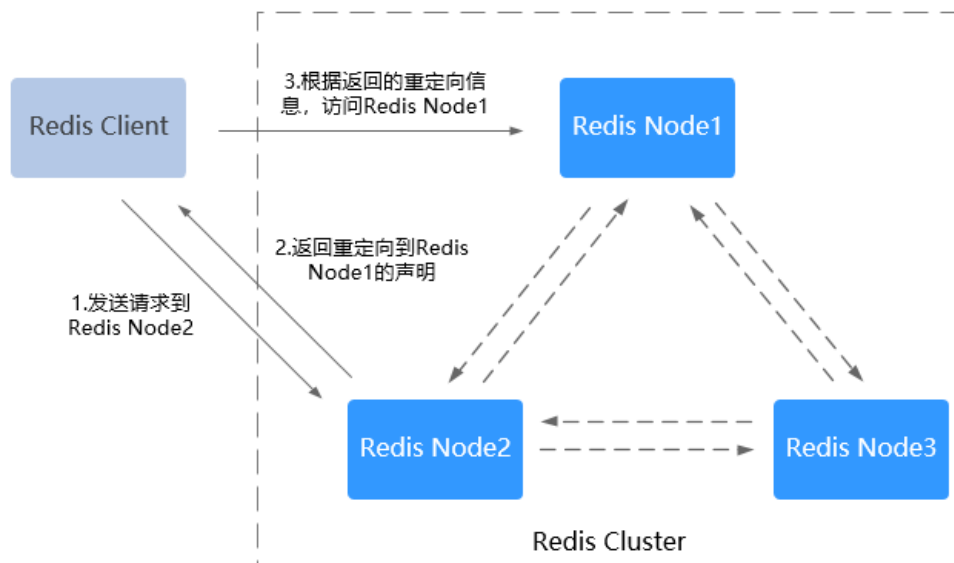 3.根据返回的重定向信
息，访问Redis Node1
Redis Client
Redis Node1
2.返回重定向到Redis
Node1的声明
1.发送请求到
Redis Node2
Redis Node2
Redis Node3
Redis Cluster